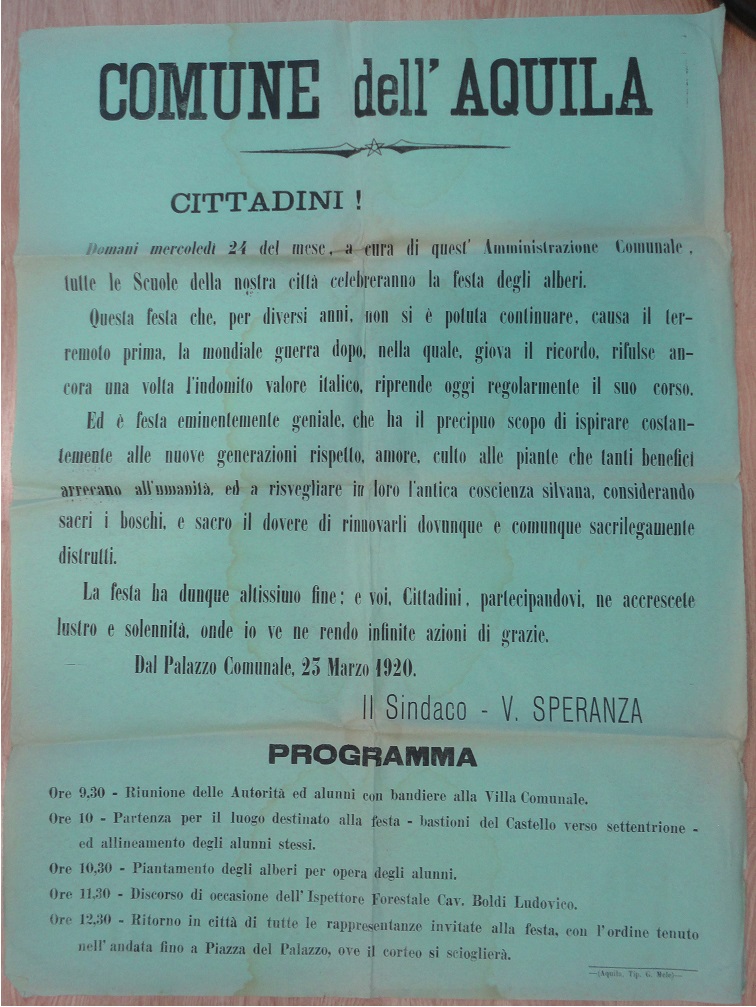 COMUNE dell' AQUILA
CITTADINI !
Domani mercoledì 24 del mese, a cura di quest' Amministrazione Comunale,
tutte le Scuole della nostra città celebreranno la festa degli alberi.
Questa festa che, per diversi anni, non si è potuta continuare, causa il ter-
remoto prima, la mondiale guerra dopo, nella quale, giova il ricordo, rifulse an-
cora una volta l'indomito valore italico, riprende oggi regolarmente il suo corso.
Ed è festa eminentemente geniale, che ha il precipuo scopo di ispirare costan-
temente alle nuove generazioni rispetto, amore, culto alle piante che tanti benefici
arrecano all'umanità, ed a risvegliare in loro l'antica coscienza silvana, considerando
sacri i boschi, e sacro il dovere di rinnovarli dovunque e comunque sacrilegamente
distrutti.
La festa ha dunque altissimo fine; e voi, Cittadini, partecipandovi, ne accrescete
lustro e solennità, onde io ve ne rendo infinite azioni di grazie.
Dal Palazzo Comunale, 23 Marzo 1920.
Il Sindaco - V. SPERANZA
PROGRAMMA
Ore 9,30 - Riunione delle Autorità ed alunni con bandiere alla Villa Comunale.
Ore 10 - Partenza per il luogo destinato alla festa - bastioni del Castello verso settentrione -
ed allineamento degli alunni stessi.
Ore 10,30 - Piantamento degli alberi per opera degli alunni.
Ore 11,30 - Discorso di occasione dell'Ispettore Forestale Cav. Boldi Ludovico.
Ore 12,30 - Ritorno in città di tutte le rappresentanze invitate alla festa, con l'ordine tenuto
nell'andata fino a Piazza del Palazzo, ove il corteo si scioglierà.
—(Aquila, Tip. G. Mele)—